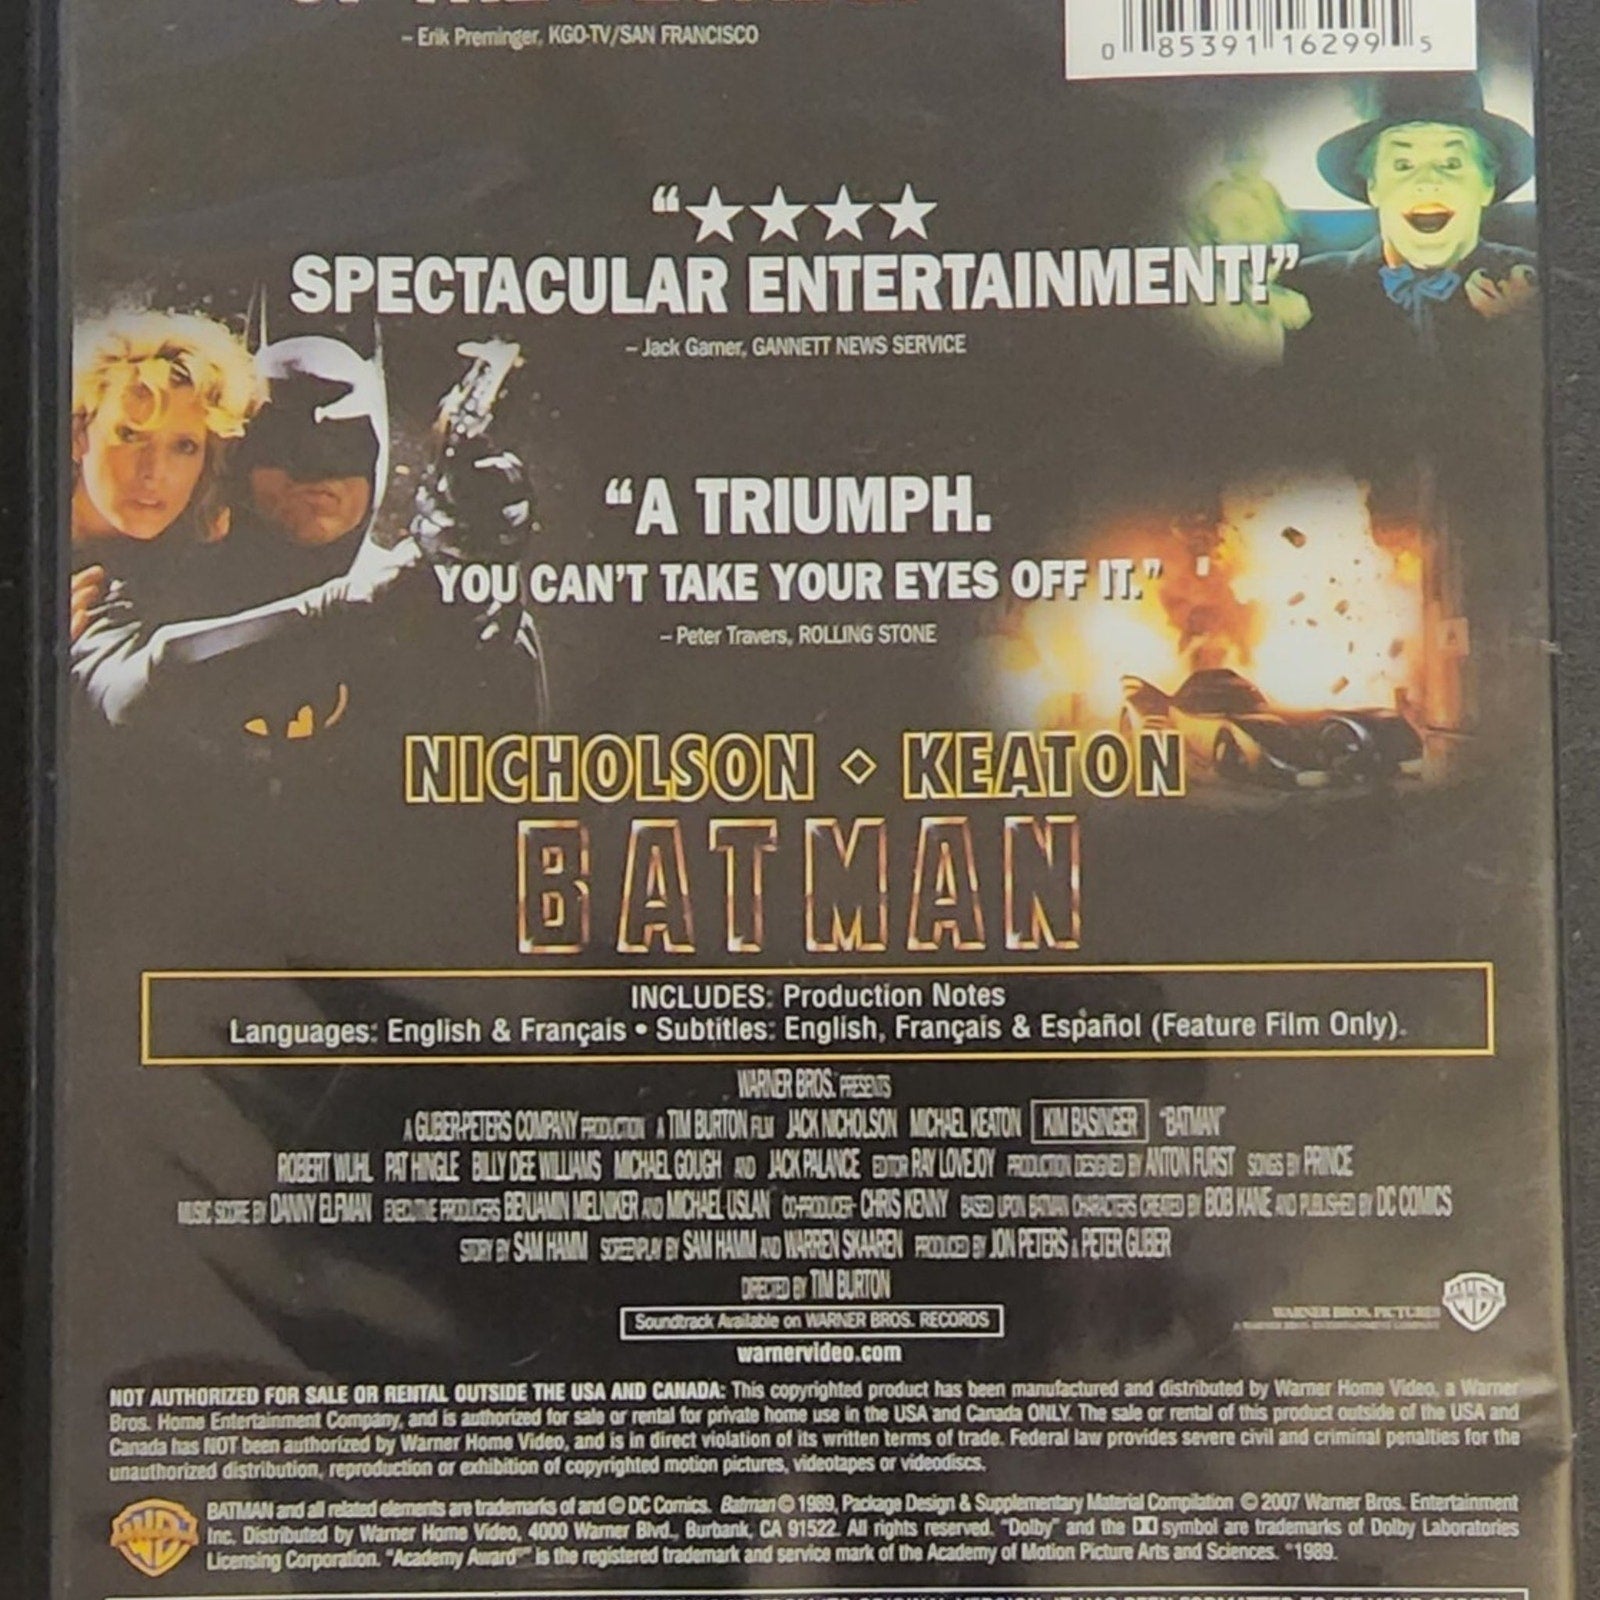 – Erik Preminger, KGO-TV/SAN FRANCISCO
0 85391 16299 5
“★★★★
SPECTACULAR ENTERTAINMENT!”
– Jack Garner, GANNETT NEWS SERVICE
“A TRIUMPH.
YOU CAN’T TAKE YOUR EYES OFF IT.”
– Peter Travers, ROLLING STONE
NICHOLSON ⋄ KEATON
BATMAN
INCLUDES: Production Notes
Languages: English & Français • Subtitles: English, Français & Español (Feature Film Only).
WARNER BROS. PRESENTS
A GUBER-PETERS COMPANY PRODUCTION A TIM BURTON FILM JACK NICHOLSON MICHAEL KEATON KIM BASINGER “BATMAN”
ROBERT WUHL PAT HINGLE BILLY DEE WILLIAMS MICHAEL GOUGH AND JACK PALANCE EDITOR RAY LOVEJOY PRODUCTION DESIGNED BY ANTON FURST SONGS BY PRINCE
MUSIC SCORE BY DANNY ELFMAN EXECUTIVE PRODUCERS BENJAMIN MELNIKER AND MICHAEL USLAN CO-PRODUCER CHRIS KENNY BASED UPON BATMAN CHARACTERS CREATED BY BOB KANE AND PUBLISHED BY DC COMICS
STORY BY SAM HAMM SCREENPLAY BY SAM HAMM AND WARREN SKAAREN PRODUCED BY JON PETERS & PETER GUBER
DIRECTED BY TIM BURTON
Soundtrack Available on WARNER BROS. RECORDS
WARNER BROS. PICTURES
A WARNER BROS. ENTERTAINMENT COMPANY
warnervideo.com
NOT AUTHORIZED FOR SALE OR RENTAL OUTSIDE THE USA AND CANADA: This copyrighted product has been manufactured and distributed by Warner Home Video, a Warner
Bros. Home Entertainment Company, and is authorized for sale or rental for private home use in the USA and Canada ONLY. The sale or rental of this product outside of the USA and
Canada has NOT been authorized by Warner Home Video, and is in direct violation of its written terms of trade. Federal law provides severe civil and criminal penalties for the
unauthorized distribution, reproduction or exhibition of copyrighted motion pictures, videotapes or videodiscs.
BATMAN and all related elements are trademarks of and © DC Comics. Batman © 1989, Package Design & Supplementary Material Compilation © 2007 Warner Bros. Entertainment
Inc. Distributed by Warner Home Video, 4000 Warner Blvd., Burbank, CA 91522. All rights reserved. "Dolby" and the symbol are trademarks of Dolby Laboratories
Licensing Corporation. "Academy Award®" is the registered trademark and service mark of the Academy of Motion Picture Arts and Sciences. *1989.